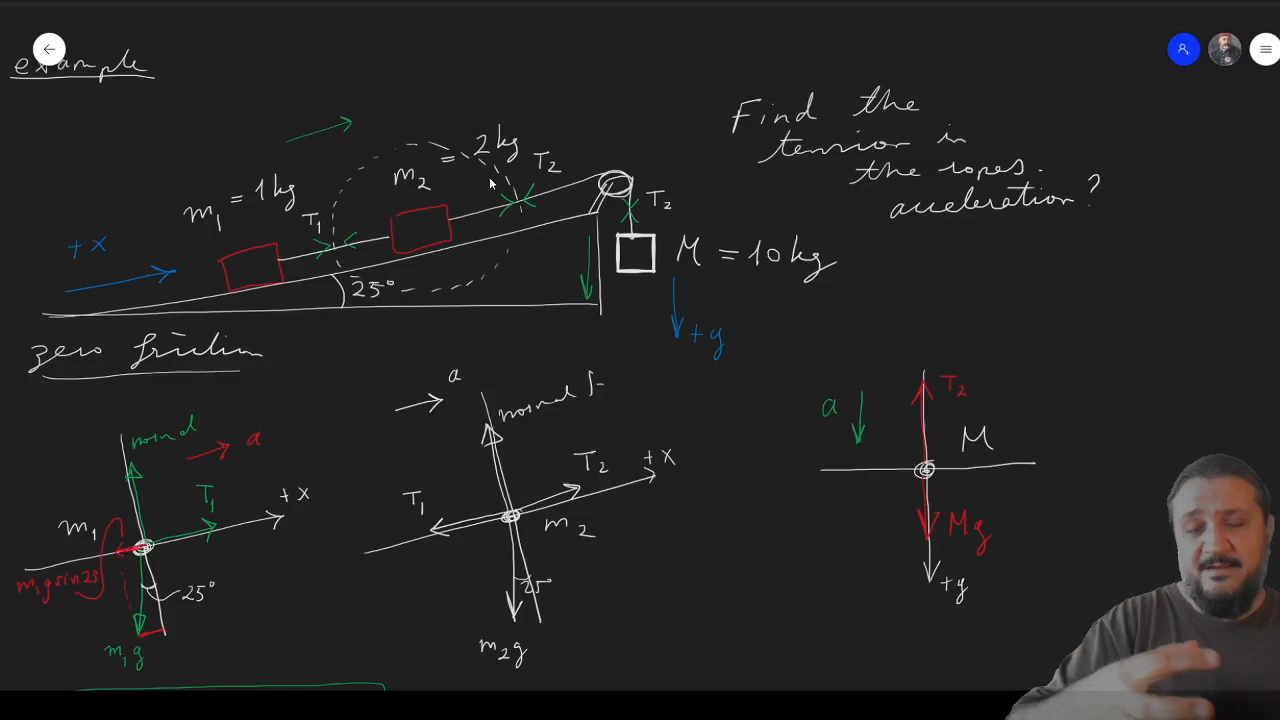 example
Find the
tension in
the ropes.
acceleration?
m₁ = 1 kg
m₂ = 2 kg
T₁
T₂
T₂
M = 10 kg
+x
25°
+y
zero friction
normal
a
T₁
+x
m₁
m₁g sin 25
25°
m₁g
a
normal f
T₂
+x
T₁
m₂
25°
m₂g
a
T₂
M
Mg
+y